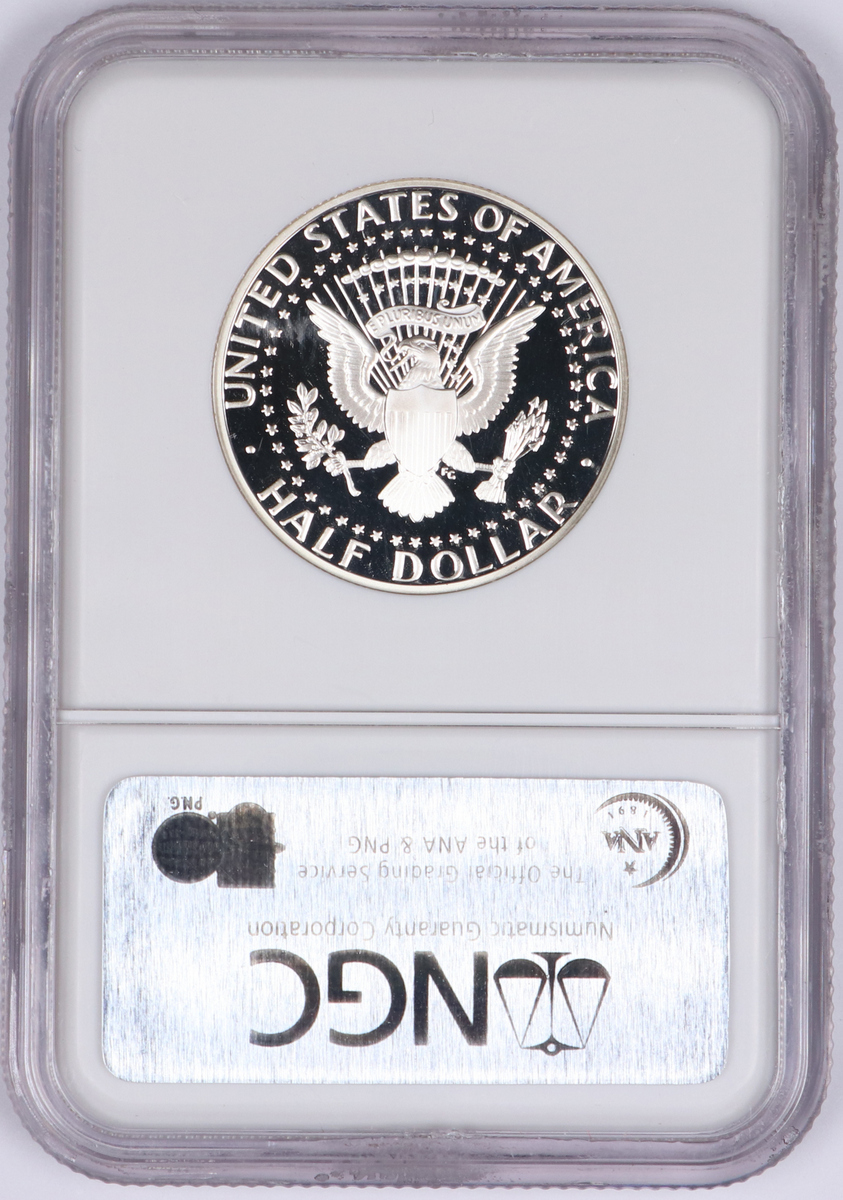 UNITED STATES OF AMERICA
E PLURIBUS UNUM
FG
HALF DOLLAR
NGC
Numismatic Guaranty Corporation
The Official Grading Service
of the ANA & PNG
ANA
1891
PNG